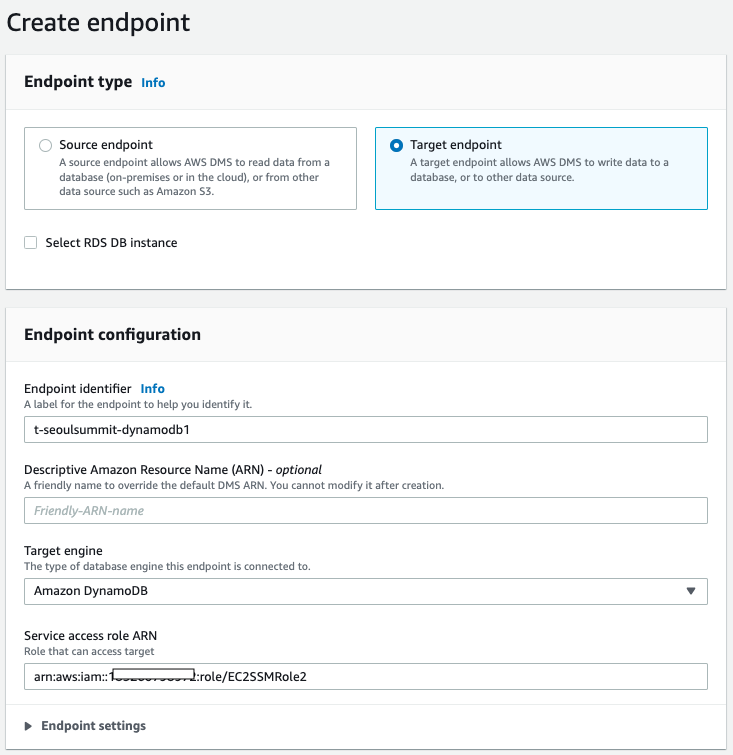 Create endpoint
Endpoint type Info
Source endpoint
A source endpoint allows AWS DMS to read data from a
database (on-premises or in the cloud), or from other
data source such as Amazon S3.
Target endpoint
A target endpoint allows AWS DMS to write data to a
database, or to other data source.
Select RDS DB instance
Endpoint configuration
Endpoint identifier Info
A label for the endpoint to help you identify it.
t-seoulsummit-dynamodb1
Descriptive Amazon Resource Name (ARN) - optional
A friendly name to override the default DMS ARN. You cannot modify it after creation.
Friendly-ARN-name
Target engine
The type of database engine this endpoint is connected to.
Amazon DynamoDB
Service access role ARN
Role that can access target
arn:aws:iam:: :role/EC2SSMRole2
Endpoint settings